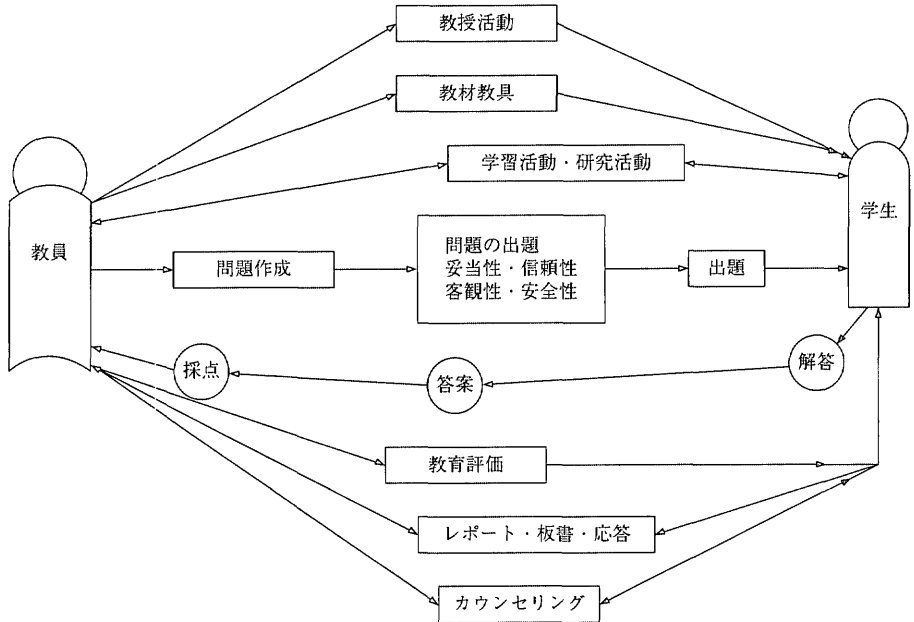 教授活動
教材教具
学習活動・研究活動
教員
学生
問題作成
問題の出題
妥当性・信頼性
客観性・安全性
出題
採点
答案
解答
教育評価
レポート・板書・応答
カウンセリング